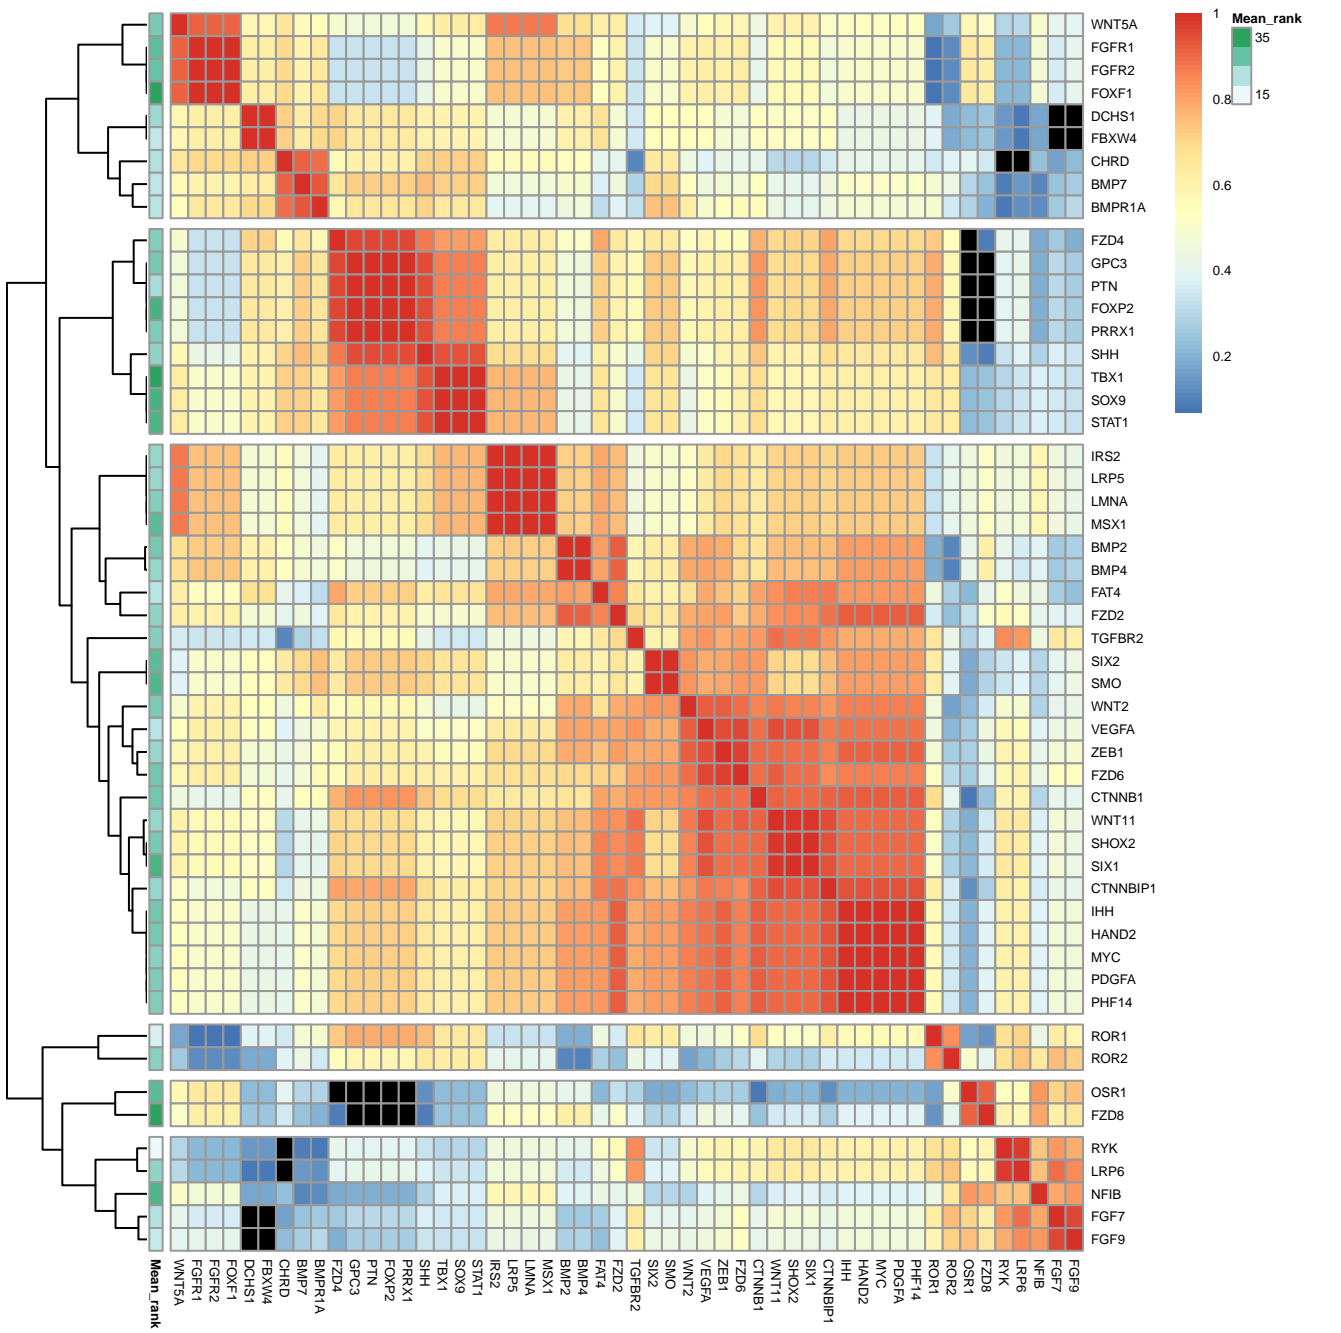 1
0.8
0.6
0.4
0.2
Mean_rank
35
15
WNT5A
FGFR1
FGFR2
FOXF1
DCHS1
FBXW4
CHRD
BMP7
BMPR1A
FZD4
GPC3
PTN
FOXP2
PRRX1
SHH
TBX1
SOX9
STAT1
IRS2
LRP5
LMNA
MSX1
BMP2
BMP4
FAT4
FZD2
TGFBR2
SIX2
SMO
WNT2
VEGFA
ZEB1
FZD6
CTNNB1
WNT11
SHOX2
SIX1
CTNNBIP1
IHH
HAND2
MYC
PDGFA
PHF14
ROR1
ROR2
OSR1
FZD8
RYK
LRP6
NFIB
FGF7
FGF9
Mean_rank
WNT5A
FGFR1
FGFR2
FOXF1
DCHS1
FBXW4
CHRD
BMP7
BMPR1A
FZD4
GPC3
PTN
FOXP2
PRRX1
SHH
TBX1
SOX9
STAT1
IRS2
LRP5
LMNA
MSX1
BMP2
BMP4
FAT4
FZD2
TGFBR2
SIX2
SMO
WNT2
VEGFA
ZEB1
FZD6
CTNNB1
WNT11
SHOX2
SIX1
CTNNBIP1
IHH
HAND2
MYC
PDGFA
PHF14
ROR1
ROR2
OSR1
FZD8
RYK
LRP6
NFIB
FGF7
FGF9